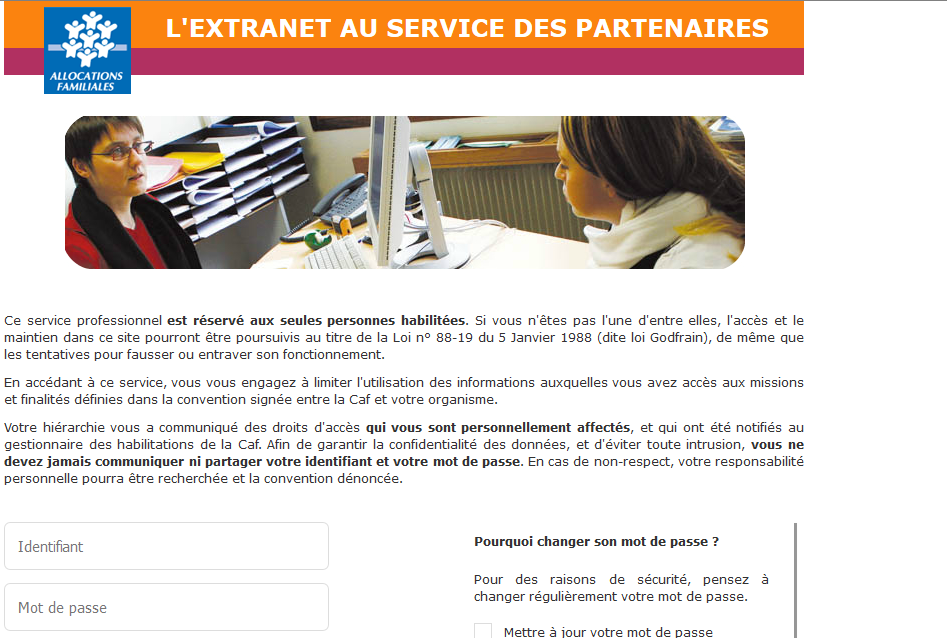 L'EXTRANET AU SERVICE DES PARTENAIRES
ALLOCATIONS
FAMILIALES
Ce service professionnel est réservé aux seules personnes habilitées. Si vous n'êtes pas l'une d'entre elles, l'accès et le
maintien dans ce site pourront être poursuivis au titre de la Loi nº 88-19 du 5 Janvier 1988 (dite loi Godfrain), de même que
les tentatives pour fausser ou entraver son fonctionnement.
En accédant à ce service, vous vous engagez à limiter l'utilisation des informations auxquelles vous avez accès aux missions
et finalités définies dans la convention signée entre la Caf et votre organisme.
Votre hiérarchie vous a communiqué des droits d'accès qui vous sont personnellement affectés, et qui ont été notifiés au
gestionnaire des habilitations de la Caf. Afin de garantir la confidentialité des données, et d'éviter toute intrusion, vous ne
devez jamais communiquer ni partager votre identifiant et votre mot de passe. En cas de non-respect, votre responsabilité
personnelle pourra être recherchée et la convention dénoncée.
Identifiant
Mot de passe
Pourquoi changer son mot de passe ?
Pour des raisons de sécurité, pensez à
changer régulièrement votre mot de passe.
Mettre à jour votre mot de passe